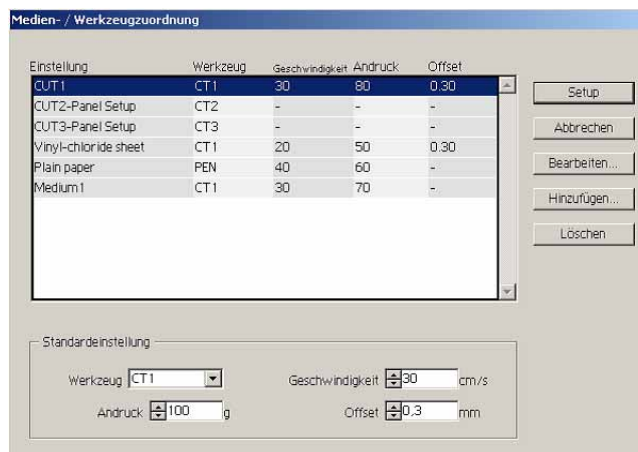 Medien- / Werkzeugzuordnung
Einstellung Werkzeug Geschwindigkeit Andruck Offset
CUT1 CT1 30 80 0.30
CUT2-Panel Setup CT2 - - -
CUT3-Panel Setup CT3 - - -
Vinyl-chloride sheet CT1 20 50 0.30
Plain paper PEN 40 60 -
Medium1 CT1 30 70 -
Setup
Abbrechen
Bearbeiten...
Hinzufügen...
Löschen
Standardeinstellung
Werkzeug CT1 Geschwindigkeit 30 cm/s
Andruck 100 g Offset 0,3 mm